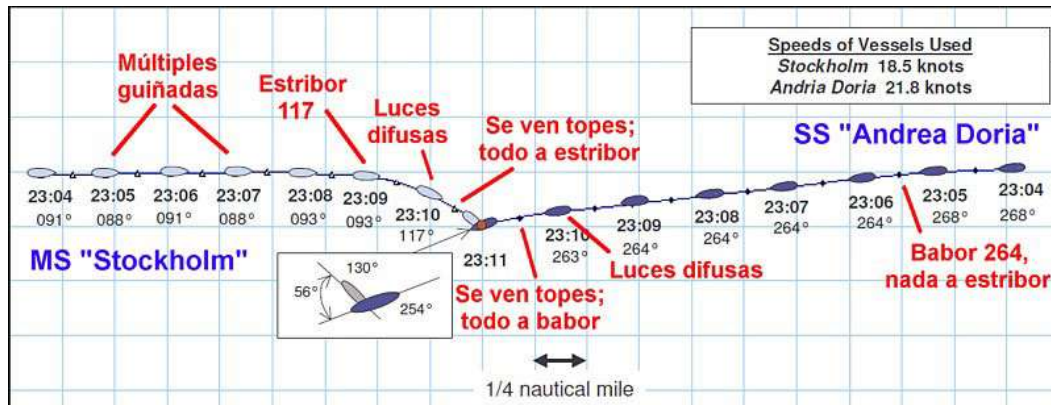 Speeds of Vessels Used
Stockholm 18.5 knots
Andria Doria 21.8 knots
Múltiples
guiñadas
Estribor
117
Luces
difusas
Se ven topes;
todo a estribor
SS "Andrea Doria"
23:04
091°
23:05
088°
23:06
091°
23:07
088°
23:08
093°
23:09
093°
23:10
117°
23:11
23:10
263°
23:09
264°
23:08
264°
23:07
264°
23:06
264°
23:05
268°
23:04
268°
MS "Stockholm"
130°
56°
254°
Se ven topes;
todo a babor
Luces difusas
Babor 264,
nada a estribor
1/4 nautical mile